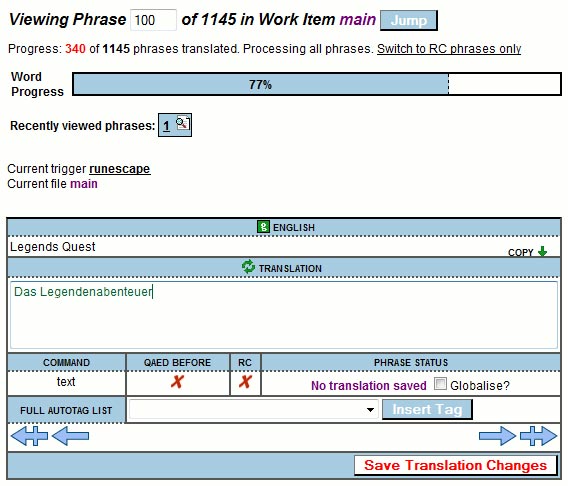 Viewing Phrase 100 of 1145 in Work Item main Jump
Progress: 340 of 1145 phrases translated. Processing all phrases. Switch to RC phrases only
Word Progress
77%
Recently viewed phrases: 1
Current trigger runescape
Current file main
g ENGLISH
Legends Quest
COPY
TRANSLATION
Das Legendenabenteuer
COMMAND QAED BEFORE RC PHRASE STATUS
text X X No translation saved Globalise?
FULL AUTOTAG LIST Insert Tag
Save Translation Changes